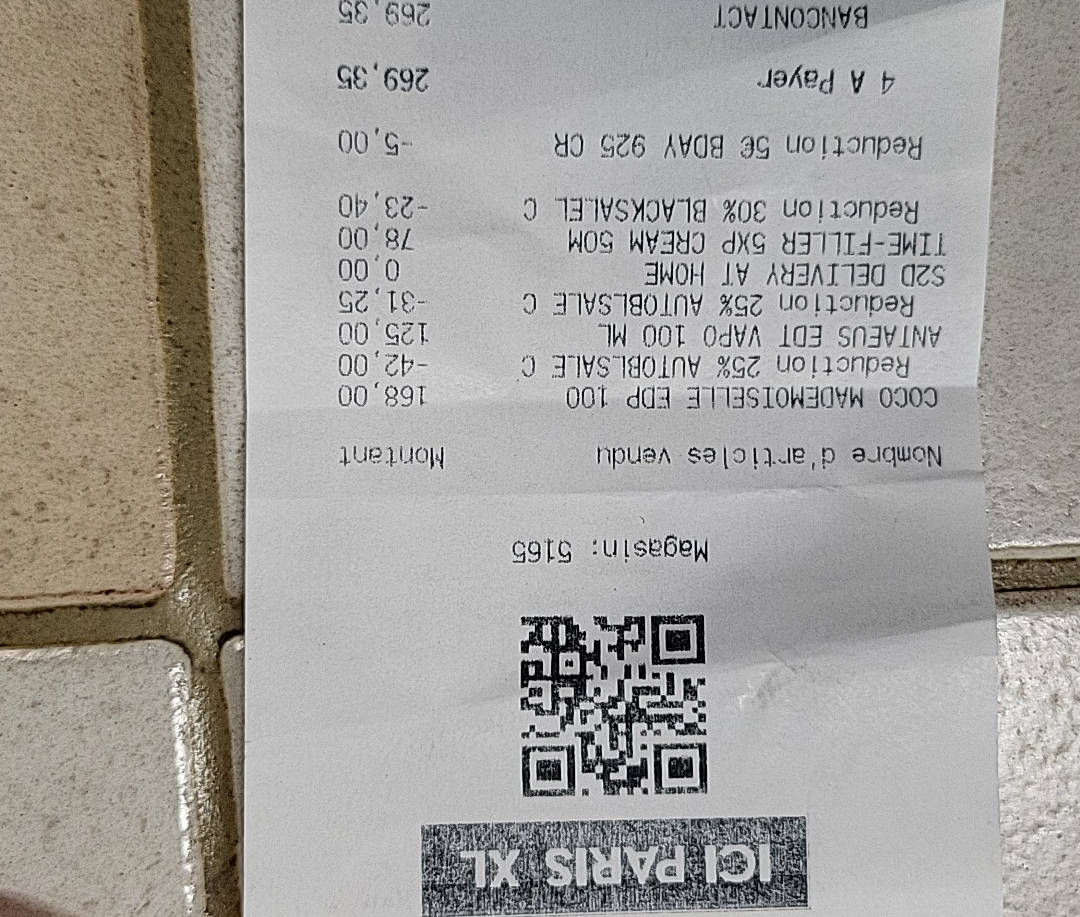 ICI PARIS XL
Magasin: 5165
Nombre d'articles vendu Montant
COCO MADEMOISELLE EDP 100 168,00
Reduction 25% AUTOBLSALE C -42,00
ANTAEUS EDT VAPO 100 ML 125,00
Reduction 25% AUTOBLSALE C -31,25
S2D DELIVERY AT HOME 0,00
TIME-FILLER 5XP CREAM 50M 78,00
Reduction 30% BLACKSALEL C -23,40
Reduction 5€ BDAY 925 CR -5,00
4 A Payer 269,35
BANCONTACT 269,35